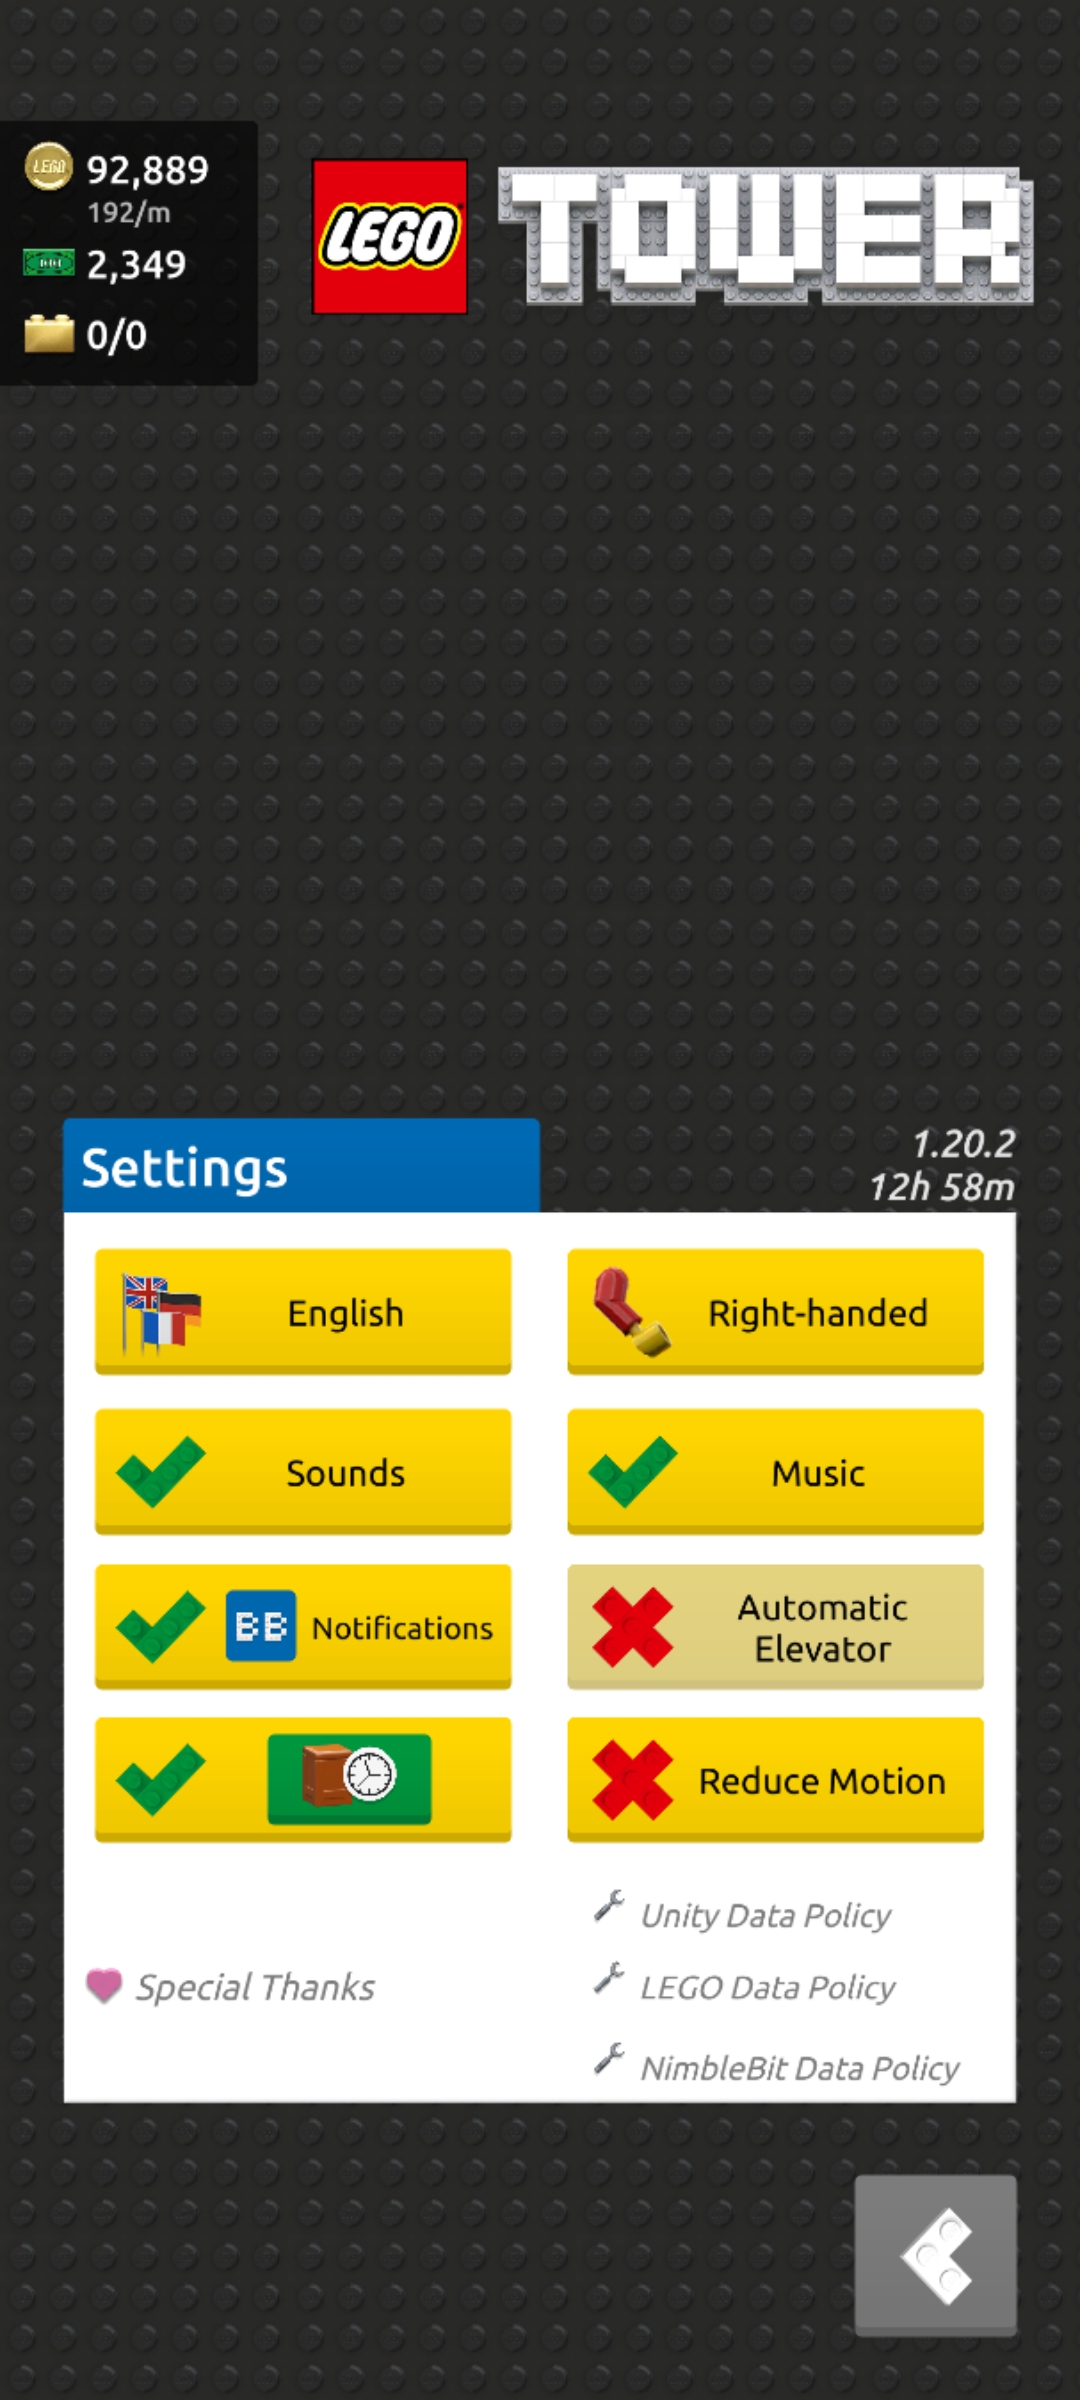 LEGO
92,889
192/m
2,349
0/0
LEGO
TOWER
Settings
1.20.2
12h 58m
English
Right-handed
Sounds
Music
BB Notifications
Automatic
Elevator
Reduce Motion
Unity Data Policy
Special Thanks
LEGO Data Policy
NimbleBit Data Policy